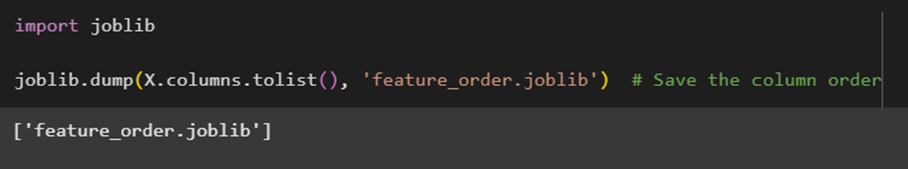 import joblib
joblib.dump(X.columns.tolist(), 'feature_order.joblib')  # Save the column order
['feature_order.joblib']